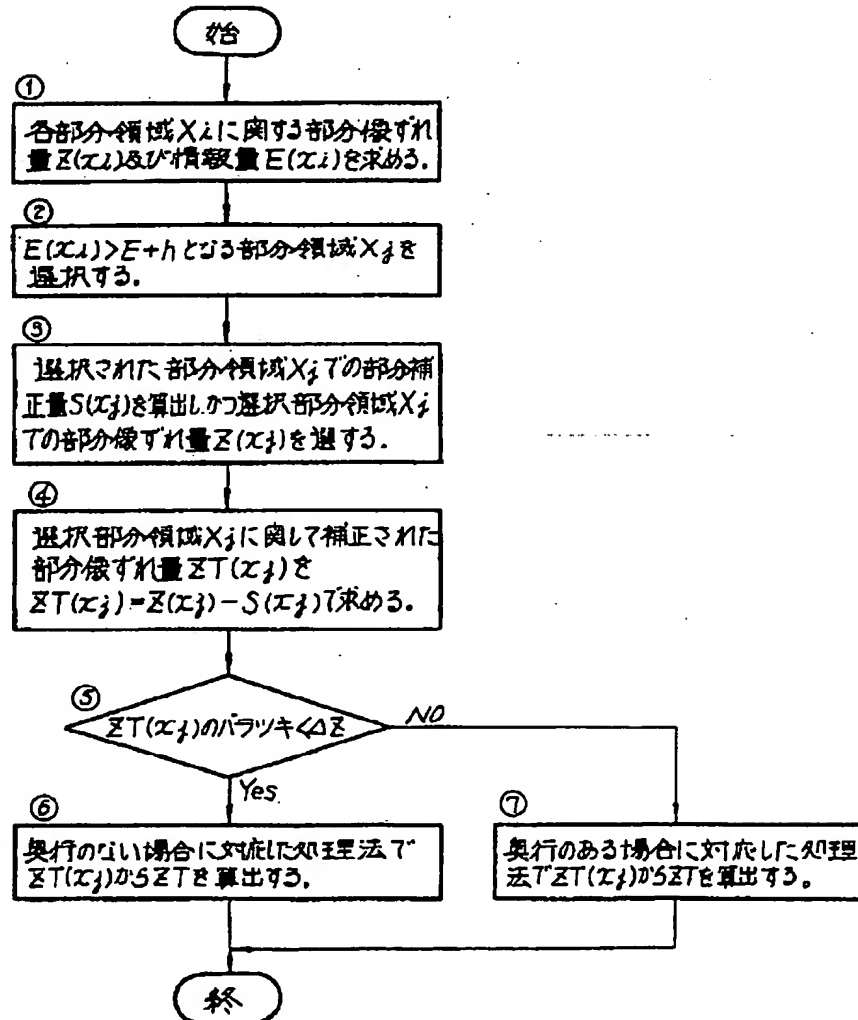 始
①
各部分領域Xiに関する部分像ずれ
量Z(xi)及び情報量E(xi)を求める.
②
E(xi)>E+hとなる部分領域Xjを
選択する.
③
選択された部分領域Xjでの部分補
正量S(xj)を算出しかつ選択部分領域Xj
での部分像ずれ量Z(xj)を選する.
④
選択部分領域Xjに関して補正された
部分像ずれ量ZT(xj)を
ZT(xj)=Z(xj)-S(xj)で求める.
⑤
ZT(xj)のバラツキ<ΔZ
NO
Yes
⑥
奥行のない場合に対応した処理法で
ZT(xj)からZTを算出する.
⑦
奥行のある場合に対応した処理
法でZT(xj)からZTを算出する.
終